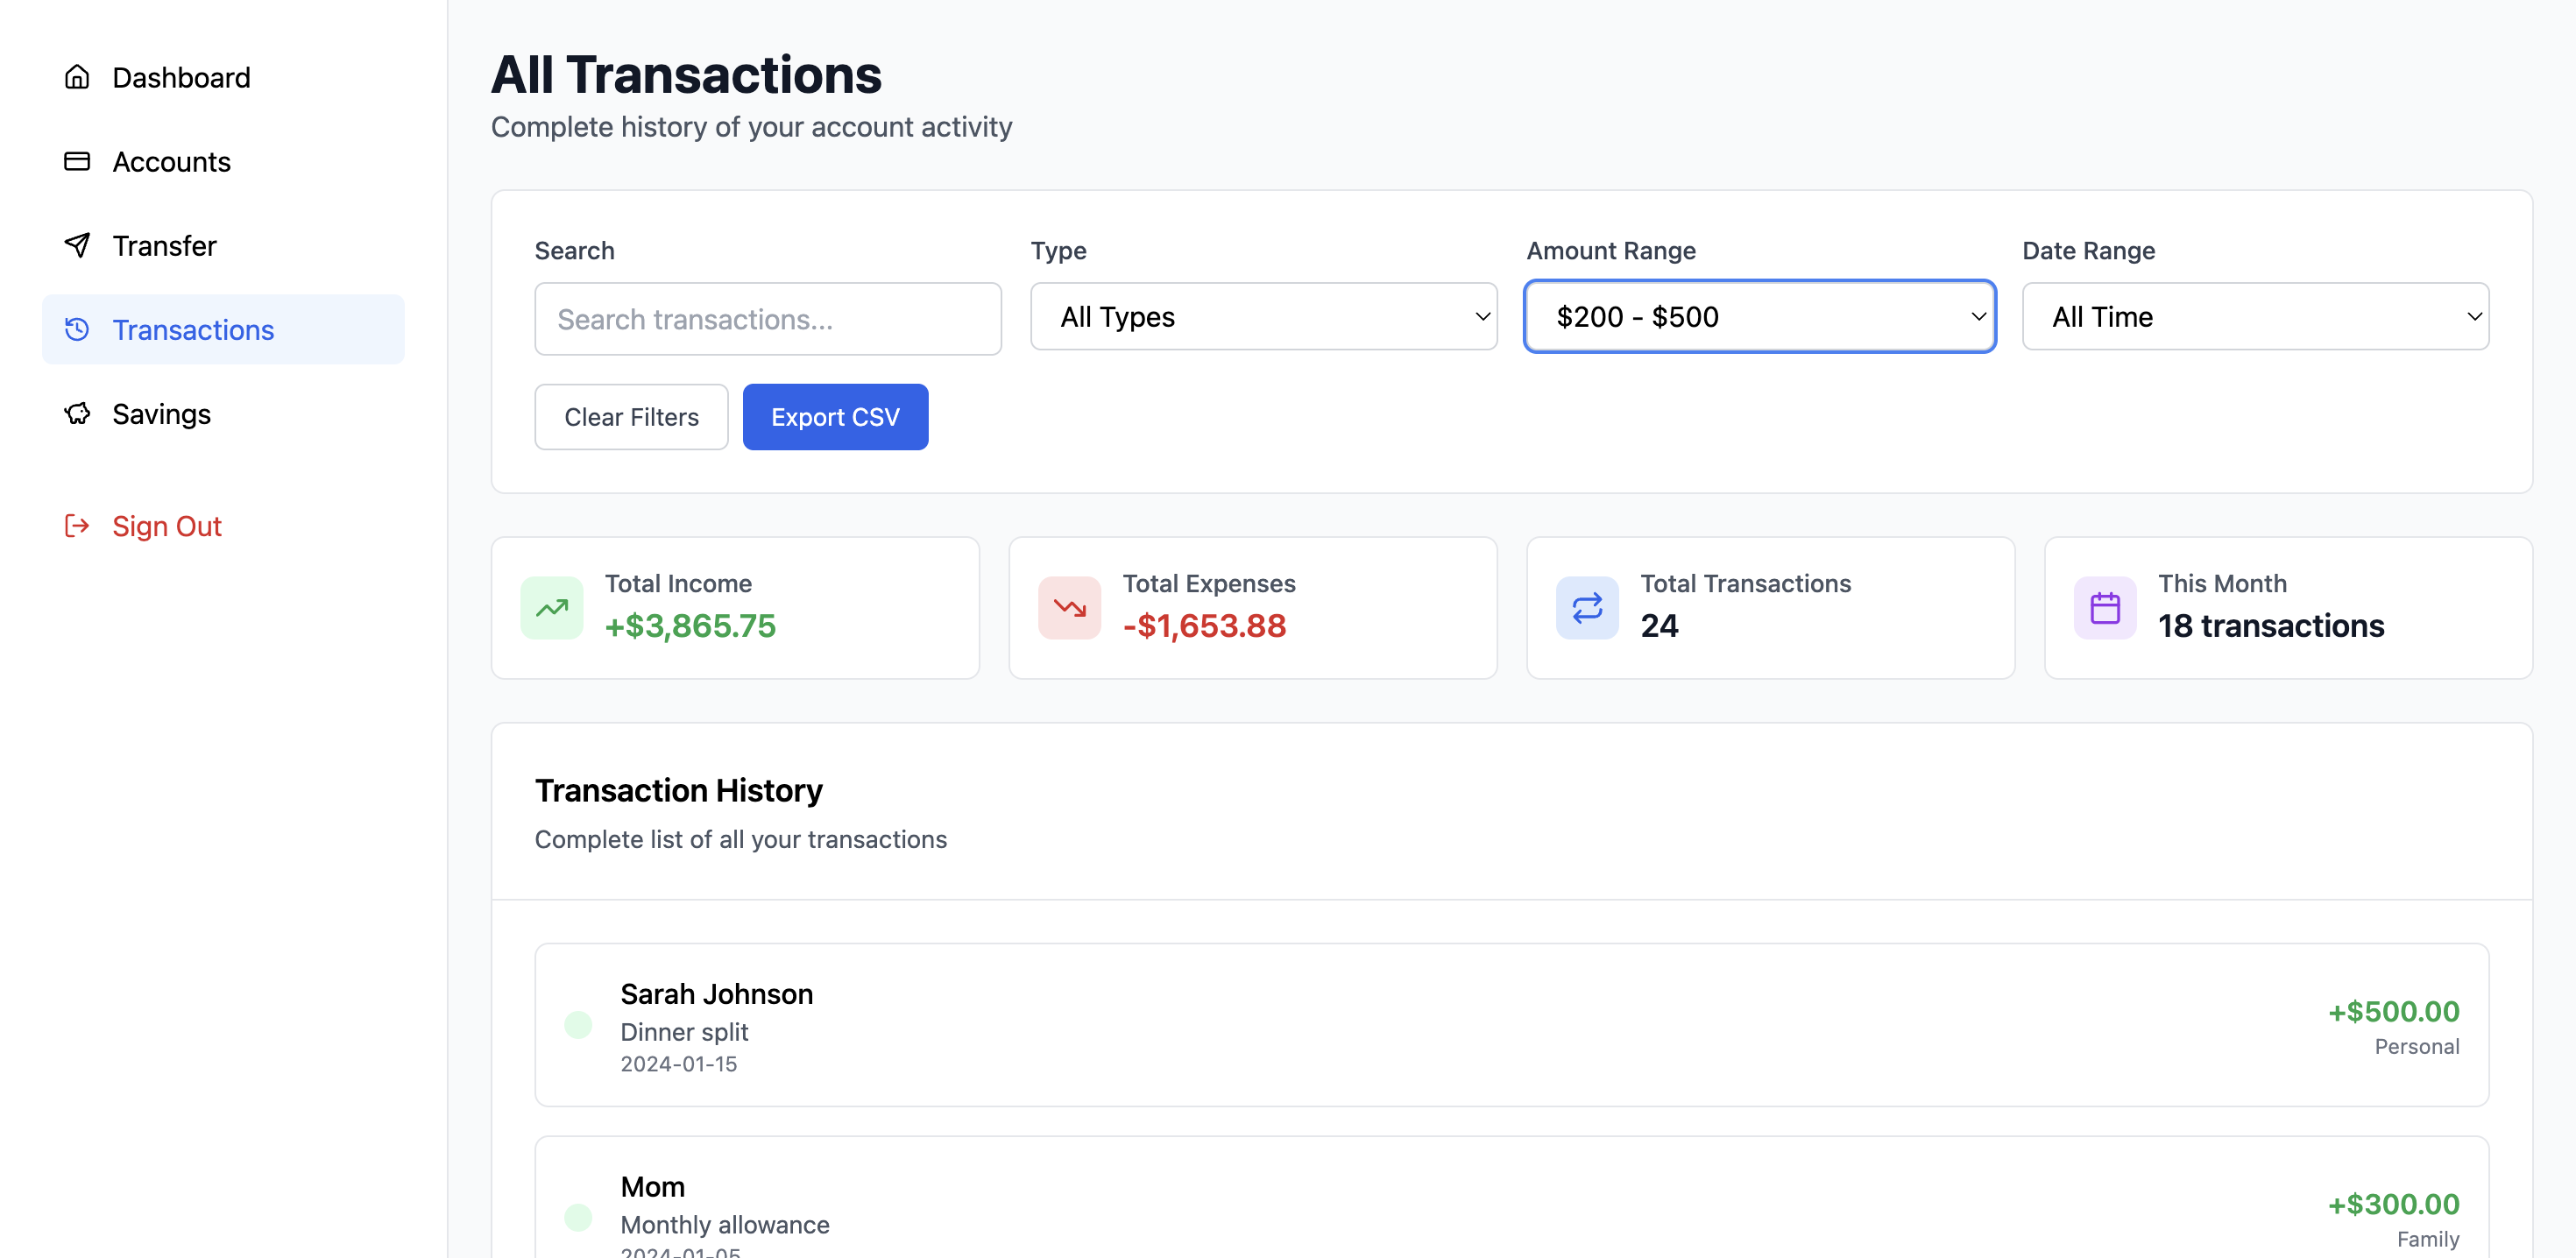 Dashboard
Accounts
Transfer
Transactions
Savings
Sign Out
All Transactions
Complete history of your account activity
Search
Type
Amount Range
Date Range
Search transactions...
All Types
$200 - $500
All Time
Clear Filters
Export CSV
Total Income
+$3,865.75
Total Expenses
-$1,653.88
Total Transactions
24
This Month
18 transactions
Transaction History
Complete list of all your transactions
Sarah Johnson
Dinner split
2024-01-15
+$500.00
Personal
Mom
Monthly allowance
2024-01-05
+$300.00
Family